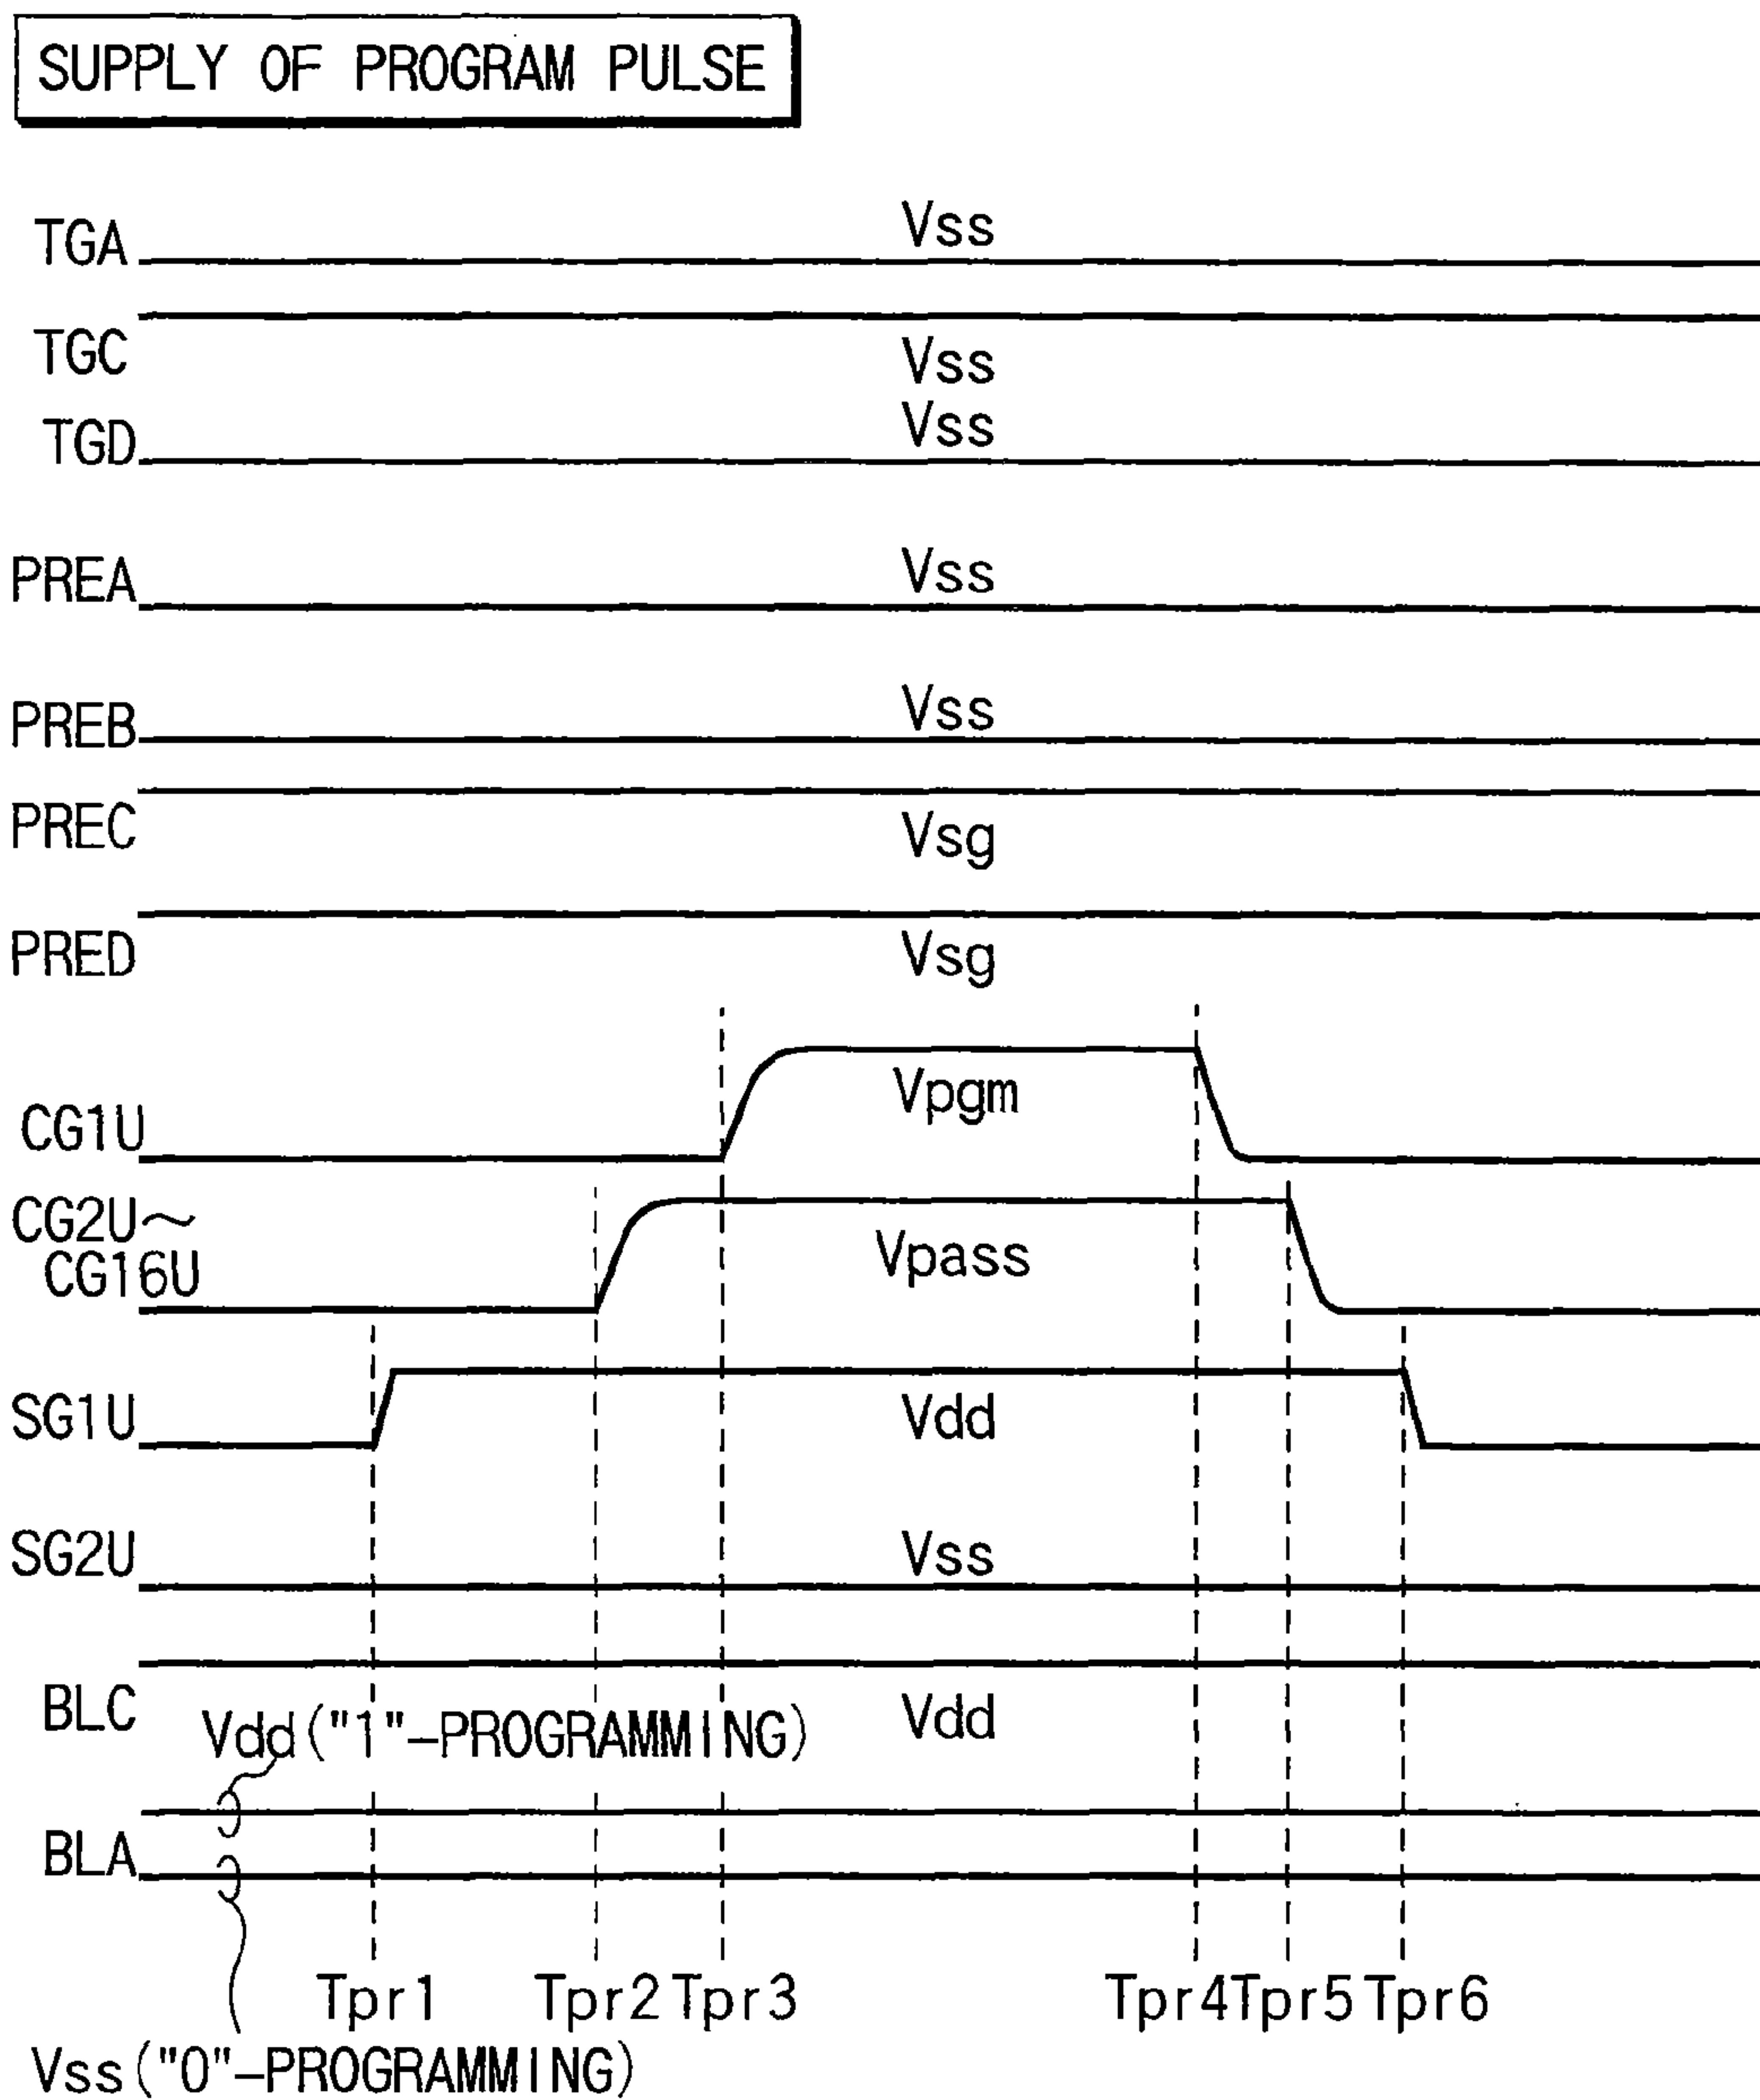 SUPPLY OF PROGRAM PULSE
TGA Vss
TGC Vss
TGD Vss
PREA Vss
PREB Vss
PREC Vsg
PRED Vsg
CG1U Vpgm
CG2U～
CG16U Vpass
SG1U Vdd
SG2U Vss
BLC Vdd
Vdd("1"-PROGRAMMING)
BLA
Tpr1 Tpr2 Tpr3 Tpr4 Tpr5 Tpr6
Vss("0"-PROGRAMMING)